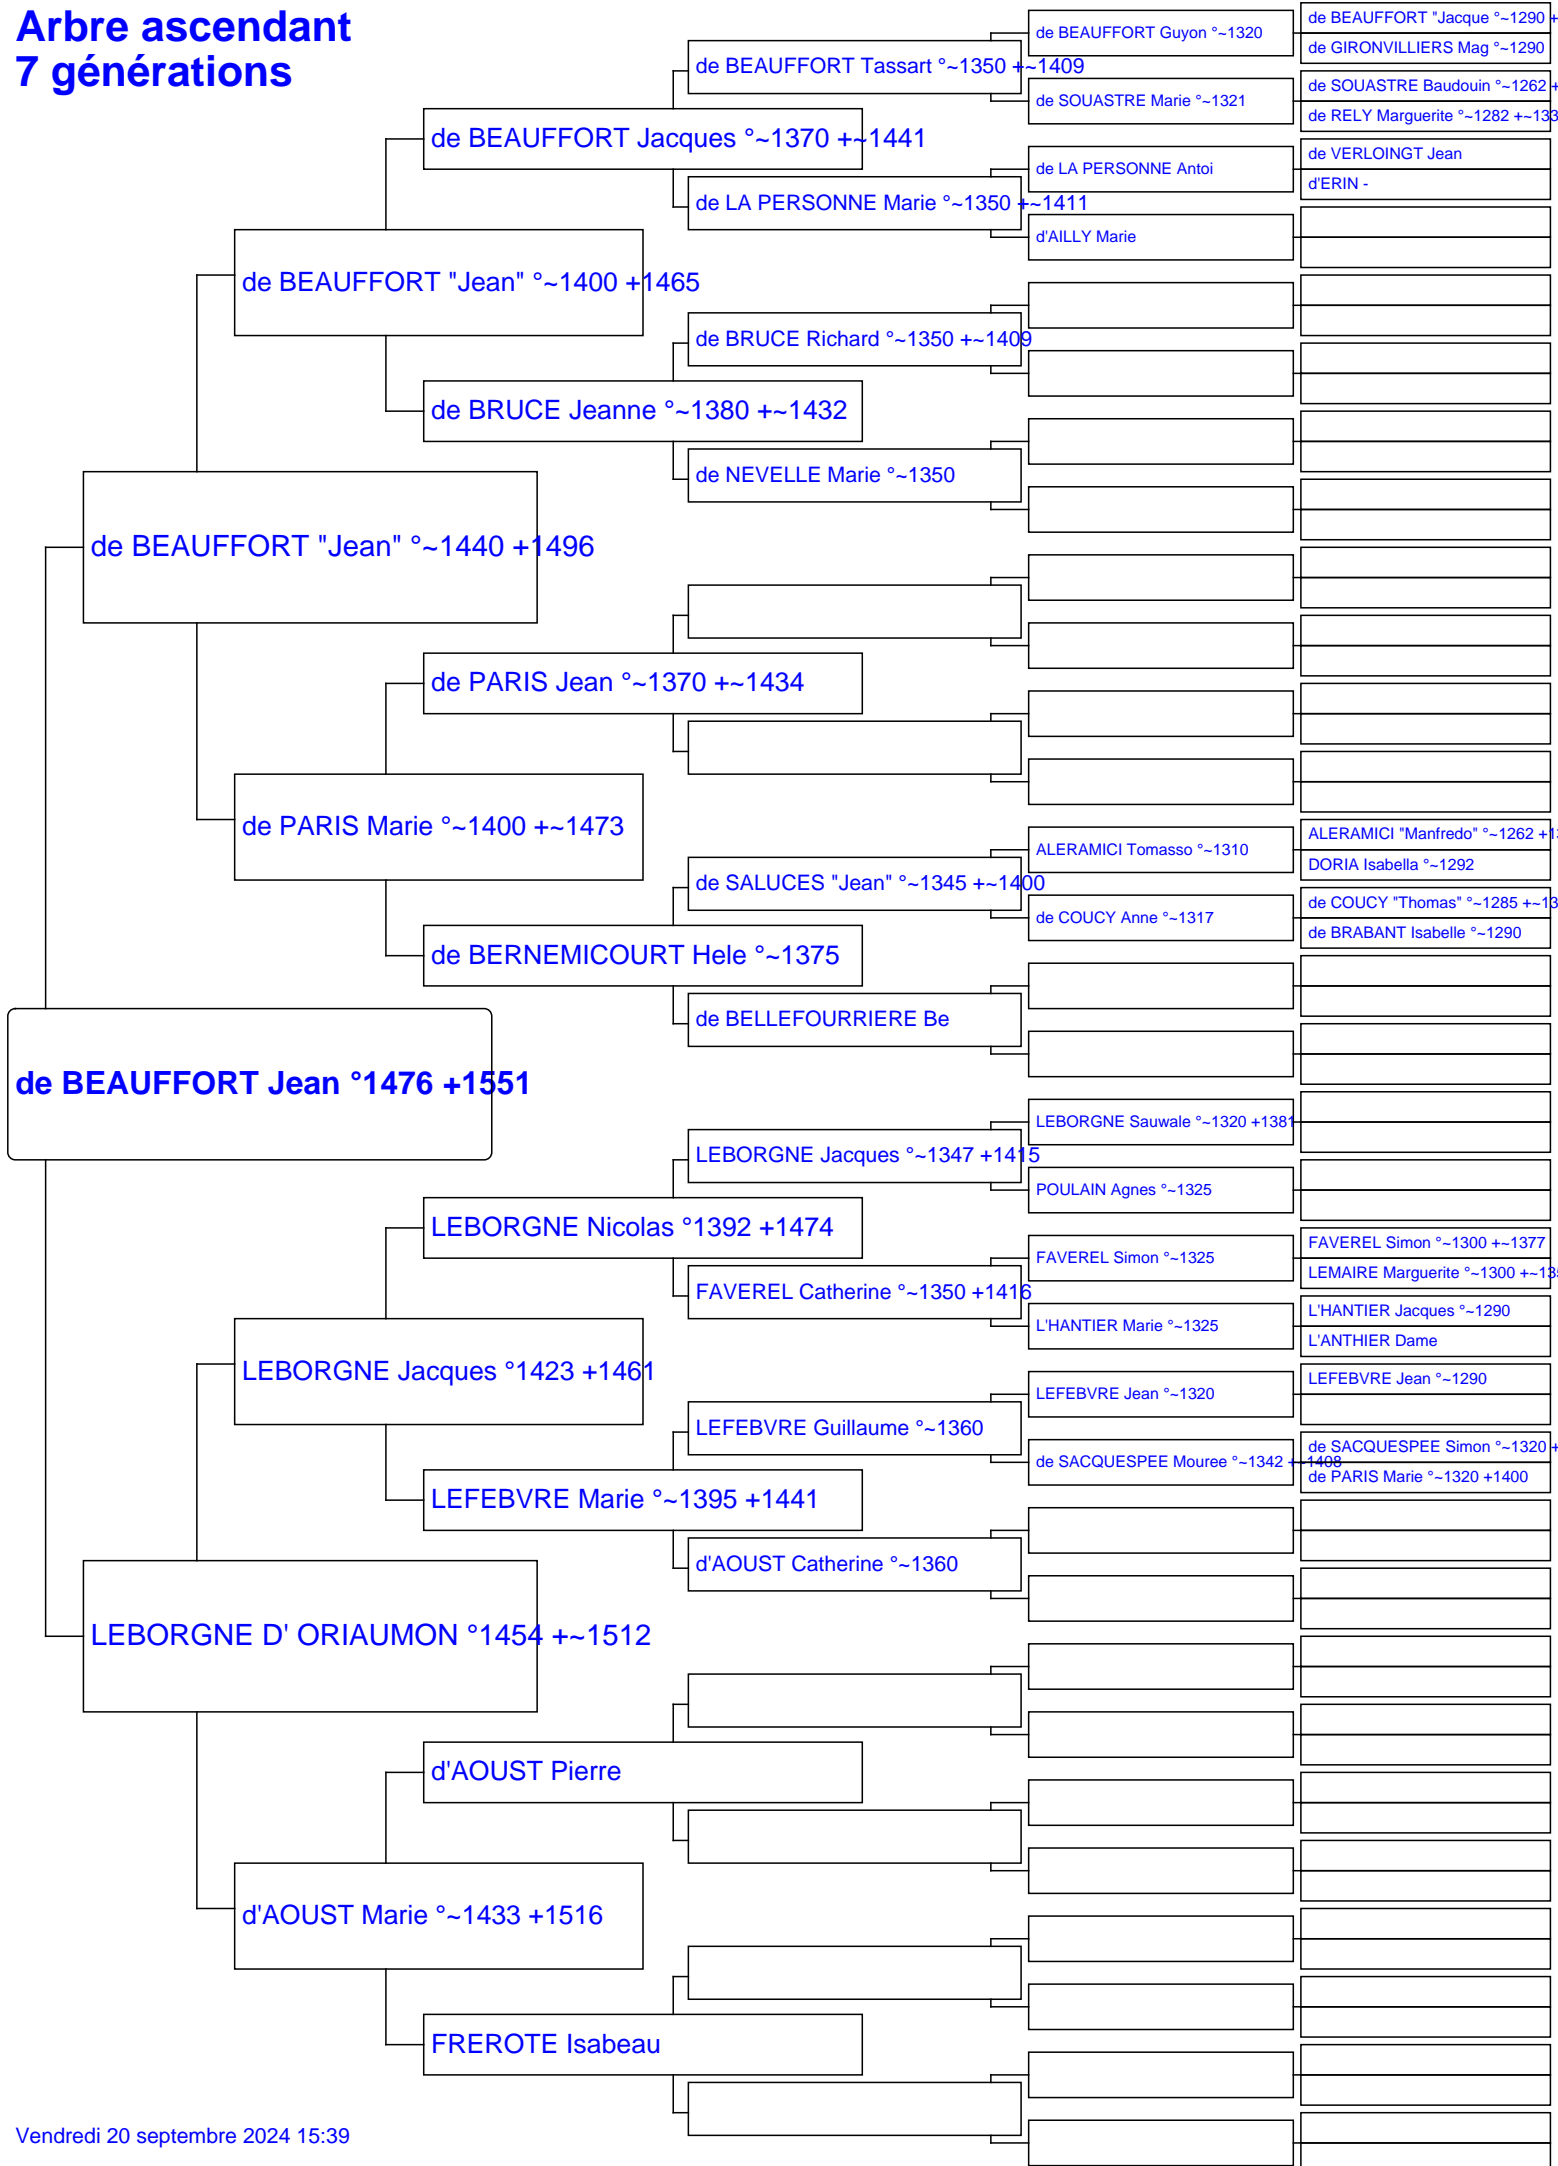 Arbre ascendant
7 générations
de BEAUFFORT Jean °1476 +1551
de BEAUFFORT "Jean" °~1440 +1496
LEBORGNE D' ORIAUMON °1454 +~1512
de BEAUFFORT "Jean" °~1400 +1465
de PARIS Marie °~1400 +~1473
LEBORGNE Jacques °1423 +1461
d'AOUST Marie °~1433 +1516
de BEAUFFORT Jacques °~1370 +~1441
de BRUCE Jeanne °~1380 +~1432
de PARIS Jean °~1370 +~1434
de BERNEMICOURT Hele °~1375
LEBORGNE Nicolas °1392 +1474
LEFEBVRE Marie °~1395 +1441
d'AOUST Pierre
FREROTE Isabeau
de BEAUFFORT Tassart °~1350 +~1409
de LA PERSONNE Marie °~1350 +~1411
de BRUCE Richard °~1350 +~1409
de NEVELLE Marie °~1350
de SALUCES "Jean" °~1345 +~1400
de BELLEFOURRIERE Be
LEBORGNE Jacques °~1347 +1415
FAVEREL Catherine °~1350 +1416
LEFEBVRE Guillaume °~1360
d'AOUST Catherine °~1360
de BEAUFFORT Guyon °~1320
de SOUASTRE Marie °~1321
de LA PERSONNE Antoi
d'AILLY Marie
ALERAMICI Tomasso °~1310
de COUCY Anne °~1317
LEBORGNE Sauwale °~1320 +1381
POULAIN Agnes °~1325
FAVEREL Simon °~1325
L'HANTIER Marie °~1325
LEFEBVRE Jean °~1320
de SACQUESPEE Mouree °~1342 +~1408
de BEAUFFORT "Jacque °~1290 +
de GIRONVILLIERS Mag °~1290
de SOUASTRE Baudouin °~1262 +
de RELY Marguerite °~1282 +~133
de VERLOINGT Jean
d'ERIN -
ALERAMICI "Manfredo" °~1262 +13
DORIA Isabella °~1292
de COUCY "Thomas" °~1285 +~13
de BRABANT Isabelle °~1290
FAVEREL Simon °~1300 +~1377
LEMAIRE Marguerite °~1300 +~135
L'HANTIER Jacques °~1290
L'ANTHIER Dame
LEFEBVRE Jean °~1290
de SACQUESPEE Simon °~1320 +
de PARIS Marie °~1320 +1400
Vendredi 20 septembre 2024 15:39